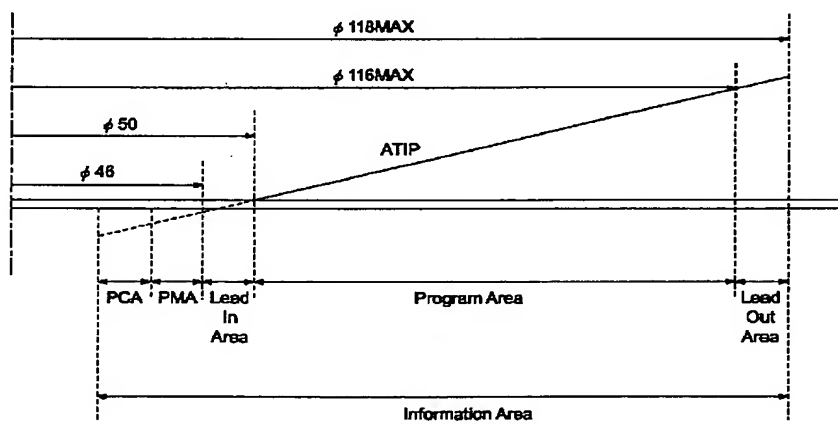 ϕ 118MAX
ϕ 116MAX
ϕ 50
ATIP
ϕ 46
PCA PMA Lead In Area Program Area Lead Out Area
Information Area